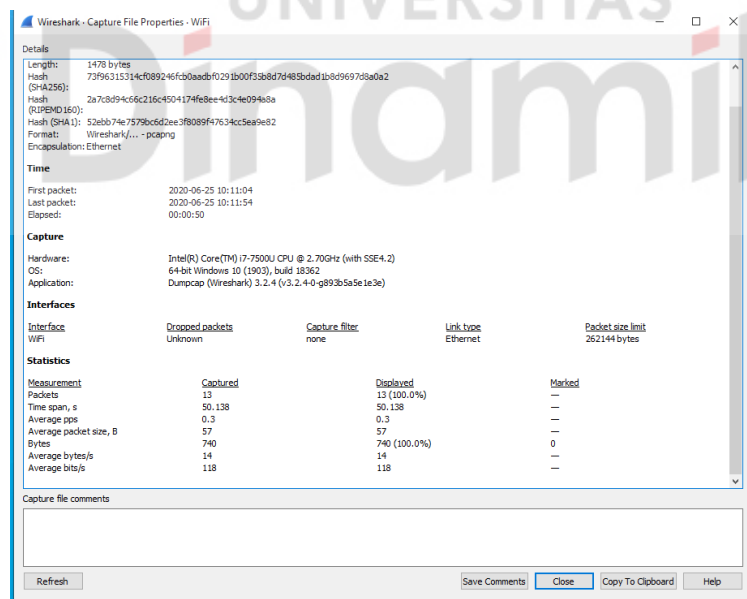 UNIVERSITAS
Dinami
Wireshark · Capture File Properties · WiFi
Details
Length: 1478 bytes
Hash (SHA256): 73f96315314cf089246fcb0aadbf0291b00f35b8d7d485bdad1b8d9697d8a0a2
Hash (RIPEMD160): 2a7c8d94c66c216c4504174fe8ee4d3c4e094a8a
Hash (SHA1): 52ebb74e7579bc6d2ee3f8089f47634cc5ea9e82
Format: Wireshark/... - pcapng
Encapsulation: Ethernet
Time
First packet: 2020-06-25 10:11:04
Last packet: 2020-06-25 10:11:54
Elapsed: 00:00:50
Capture
Hardware: Intel(R) Core(TM) i7-7500U CPU @ 2.70GHz (with SSE4.2)
OS: 64-bit Windows 10 (1903), build 18362
Application: Dumpcap (Wireshark) 3.2.4 (v3.2.4-0-g893b5a5e1e3e)
Interfaces
Interface Dropped packets Capture filter Link type Packet size limit
WiFi Unknown none Ethernet 262144 bytes
Statistics
Measurement Captured Displayed Marked
Packets 13 13 (100.0%) —
Time span, s 50.138 50.138 —
Average pps 0.3 0.3 —
Average packet size, B 57 57 —
Bytes 740 740 (100.0%) 0
Average bytes/s 14 14 —
Average bits/s 118 118 —
Capture file comments
Refresh Save Comments Close Copy To Clipboard Help